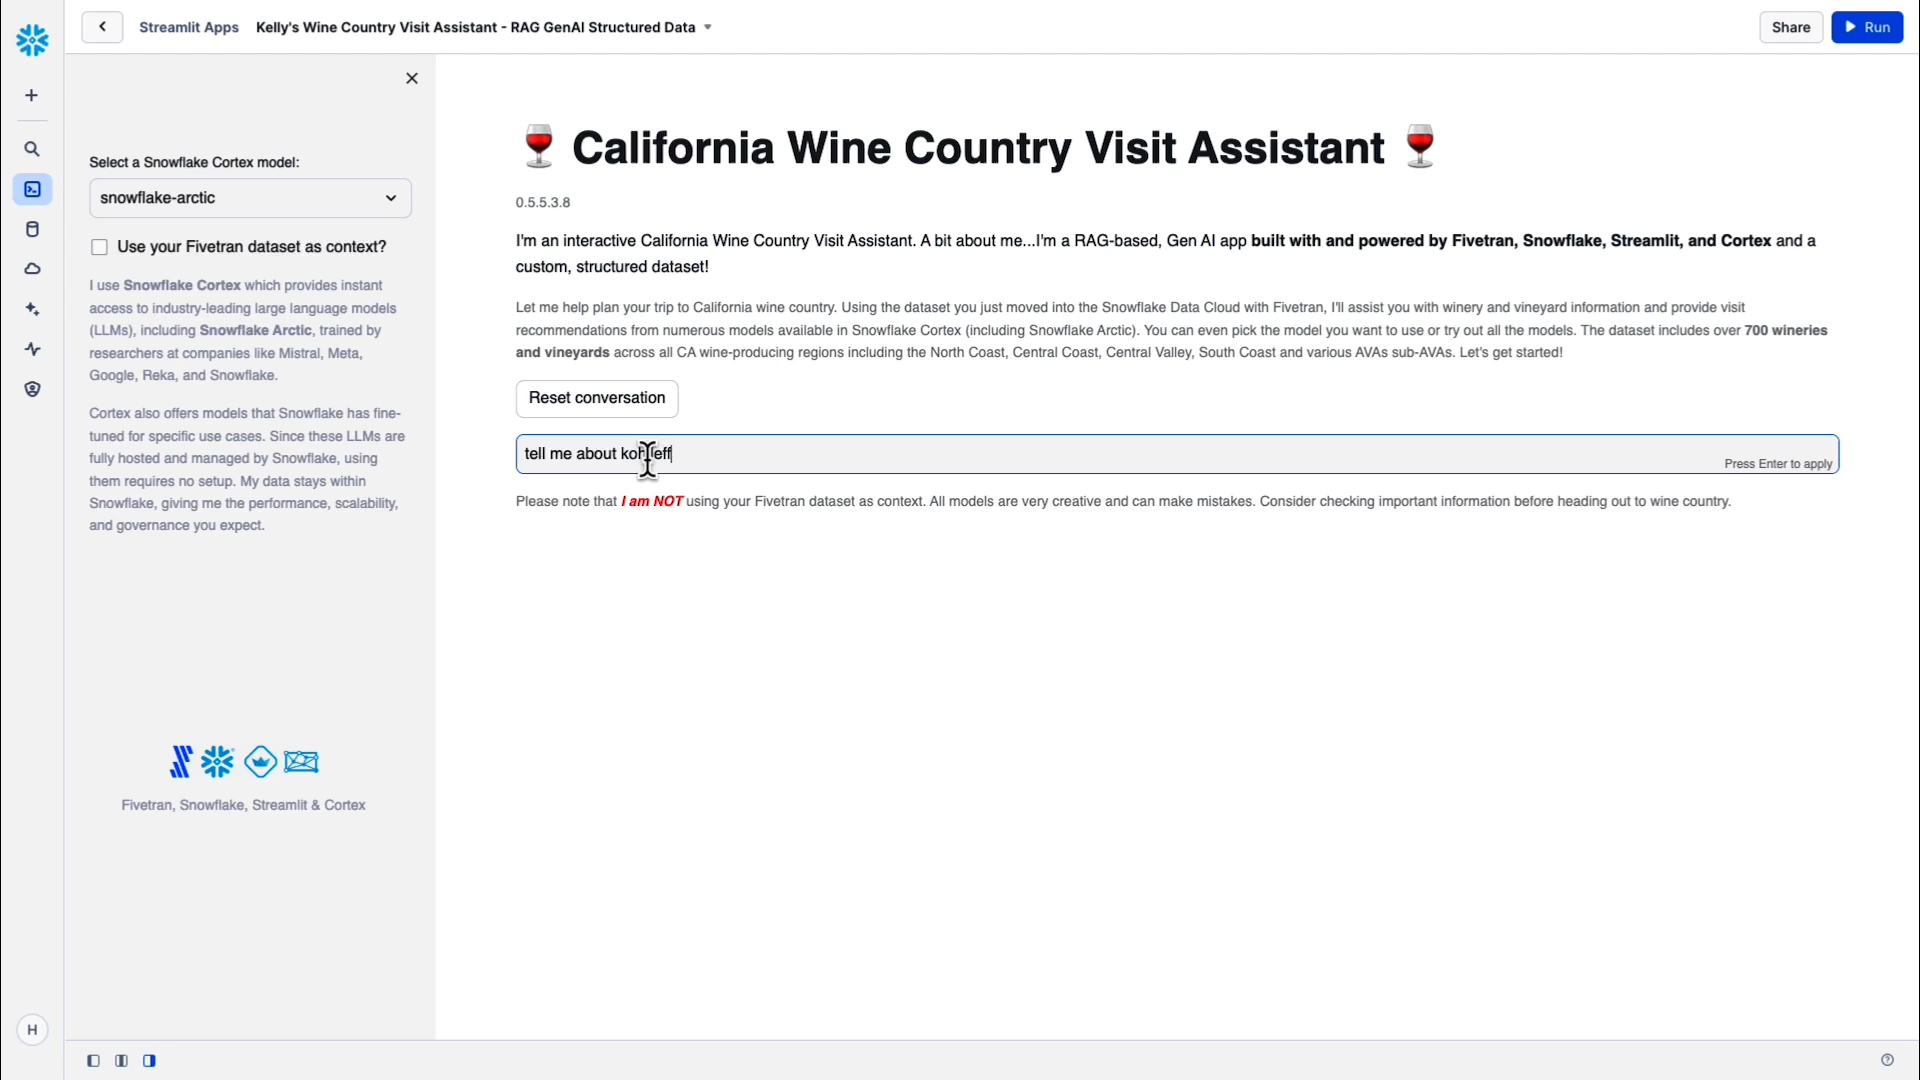 Streamlit Apps Kelly's Wine Country Visit Assistant - RAG GenAI Structured Data Share Run
Select a Snowflake Cortex model:
snowflake-arctic
Use your Fivetran dataset as context?
I use Snowflake Cortex which provides instant
access to industry-leading large language models
(LLMs), including Snowflake Arctic, trained by
researchers at companies like Mistral, Meta,
Google, Reka, and Snowflake.
Cortex also offers models that Snowflake has fine-
tuned for specific use cases. Since these LLMs are
fully hosted and managed by Snowflake, using
them requires no setup. My data stays within
Snowflake, giving me the performance, scalability,
and governance you expect.
Fivetran, Snowflake, Streamlit & Cortex
H
California Wine Country Visit Assistant
0.5.5.3.8
I'm an interactive California Wine Country Visit Assistant. A bit about me...I'm a RAG-based, Gen AI app built with and powered by Fivetran, Snowflake, Streamlit, and Cortex and a
custom, structured dataset!
Let me help plan your trip to California wine country. Using the dataset you just moved into the Snowflake Data Cloud with Fivetran, I'll assist you with winery and vineyard information and provide visit
recommendations from numerous models available in Snowflake Cortex (including Snowflake Arctic). You can even pick the model you want to use or try out all the models. The dataset includes over 700 wineries
and vineyards across all CA wine-producing regions including the North Coast, Central Coast, Central Valley, South Coast and various AVAs sub-AVAs. Let's get started!
Reset conversation
tell me about
Press Enter to apply
Please note that I am NOT using your Fivetran dataset as context. All models are very creative and can make mistakes. Consider checking important information before heading out to wine country.